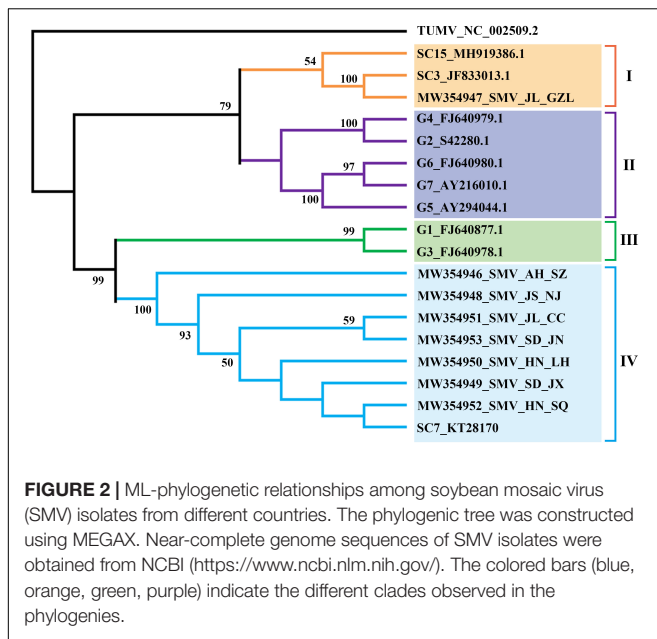 TUMV_NC_002509.2
SC15_MH919386.1
54
I
SC3_JF833013.1
100
MW354947_SMV_JL_GZL
79
G4_FJ640979.1
100
G2_S42280.1
G6_FJ640980.1
97
II
G7_AY216010.1
100
G5_AY294044.1
G1_FJ640877.1
99
III
G3_FJ640978.1
99
MW354946_SMV_AH_SZ
100
MW354948_SMV_JS_NJ
93
MW354951_SMV_JL_CC
59
MW354953_SMV_SD_JN
50
MW354950_SMV_HN_LH
IV
MW354949_SMV_SD_JX
MW354952_SMV_HN_SQ
SC7_KT28170
FIGURE 2 | ML-phylogenetic relationships among soybean mosaic virus
(SMV) isolates from different countries. The phylogenic tree was constructed
using MEGAX. Near-complete genome sequences of SMV isolates were
obtained from NCBI (https://www.ncbi.nlm.nih.gov/). The colored bars (blue,
orange, green, purple) indicate the different clades observed in the
phylogenies.